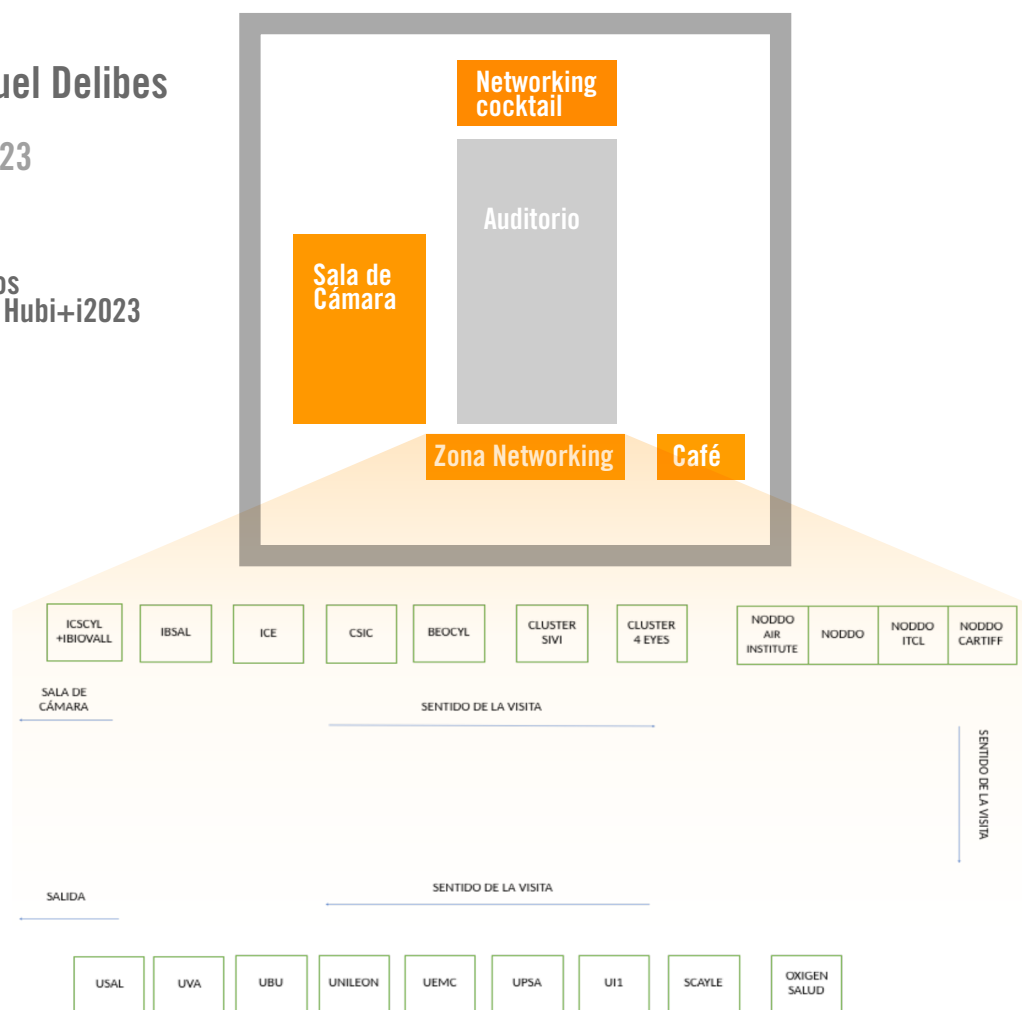 uel Delibes
23
os
Hubi+i2023
Networking
cocktail
Auditorio
Sala de
Cámara
Zona Networking
Café
ICSCYL
+IBIOVALL
IBSAL
ICE
CSIC
BEOCYL
CLUSTER
SIVI
CLUSTER
4 EYES
NODDO
AIR
INSTITUTE
NODDO
NODDO
ITCL
NODDO
CARTIFF
SALA DE
CÁMARA
SENTIDO DE LA VISITA
SENTIDO DE LA VISITA
SENTIDO DE LA VISITA
SALIDA
USAL
UVA
UBU
UNILEON
UEMC
UPSA
UI1
SCAYLE
OXIGEN
SALUD